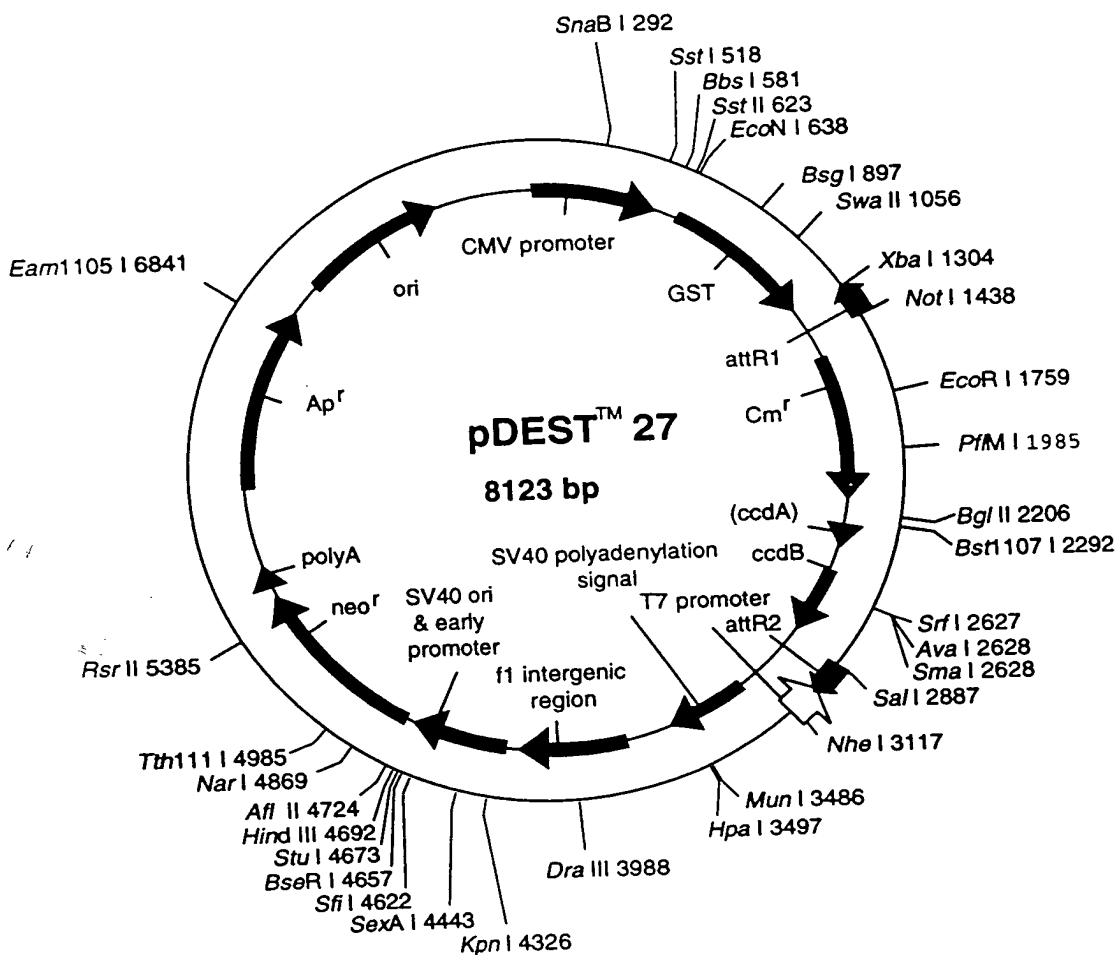 SnaB I 292
Sst I 518
Bbs I 581
Sst II 623
EcoN I 638
Bsg I 897
Swa II 1056
Xba I 1304
Not I 1438
EcoR I 1759
PflM I 1985
Bgl II 2206
Bst1107 I 2292
Srf I 2627
Ava I 2628
Sma I 2628
Sal I 2887
Nhe I 3117
Mun I 3486
Hpa I 3497
Dra III 3988
Kpn I 4326
SexA I 4443
Sfi I 4622
BseR I 4657
Stu I 4673
Hind III 4692
Afl II 4724
Nar I 4869
Tth111 I 4985
Rsr II 5385
Eam1105 I 6841
CMV promoter
GST
attR1
Cmr
(ccdA)
ccdB
attR2
T7 promoter
SV40 polyadenylation
signal
f1 intergenic
region
SV40 ori
& early
promoter
neor
polyA
Apr
ori
pDEST™ 27
8123 bp